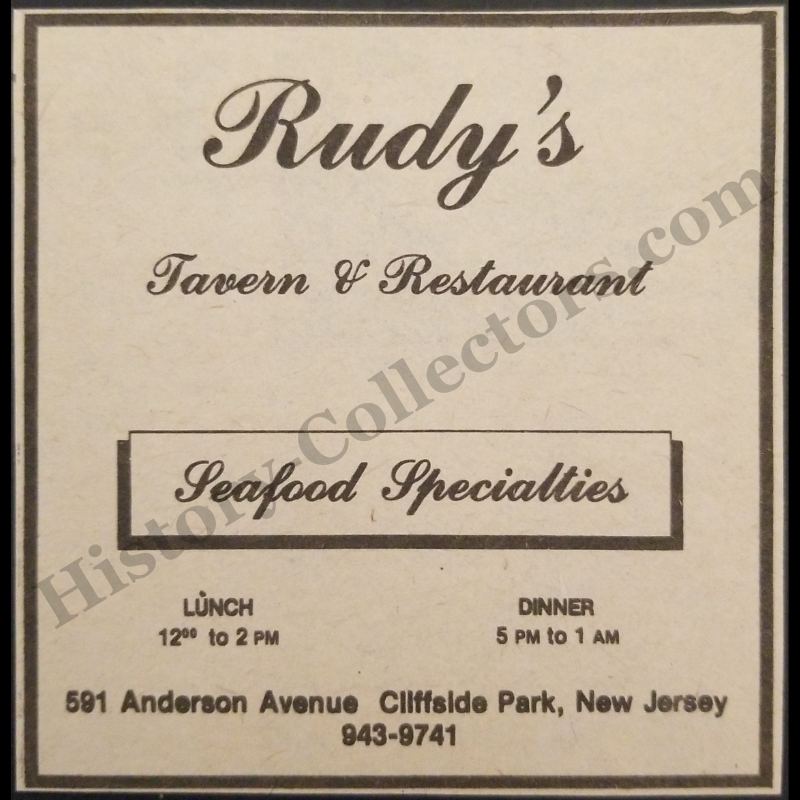 Rudy's
Tavern & Restaurant
Seafood Specialties
LUNCH
12⁰⁰ to 2 PM
DINNER
5 PM to 1 AM
591 Anderson Avenue Cliffside Park, New Jersey
943-9741
History-Collectors.com